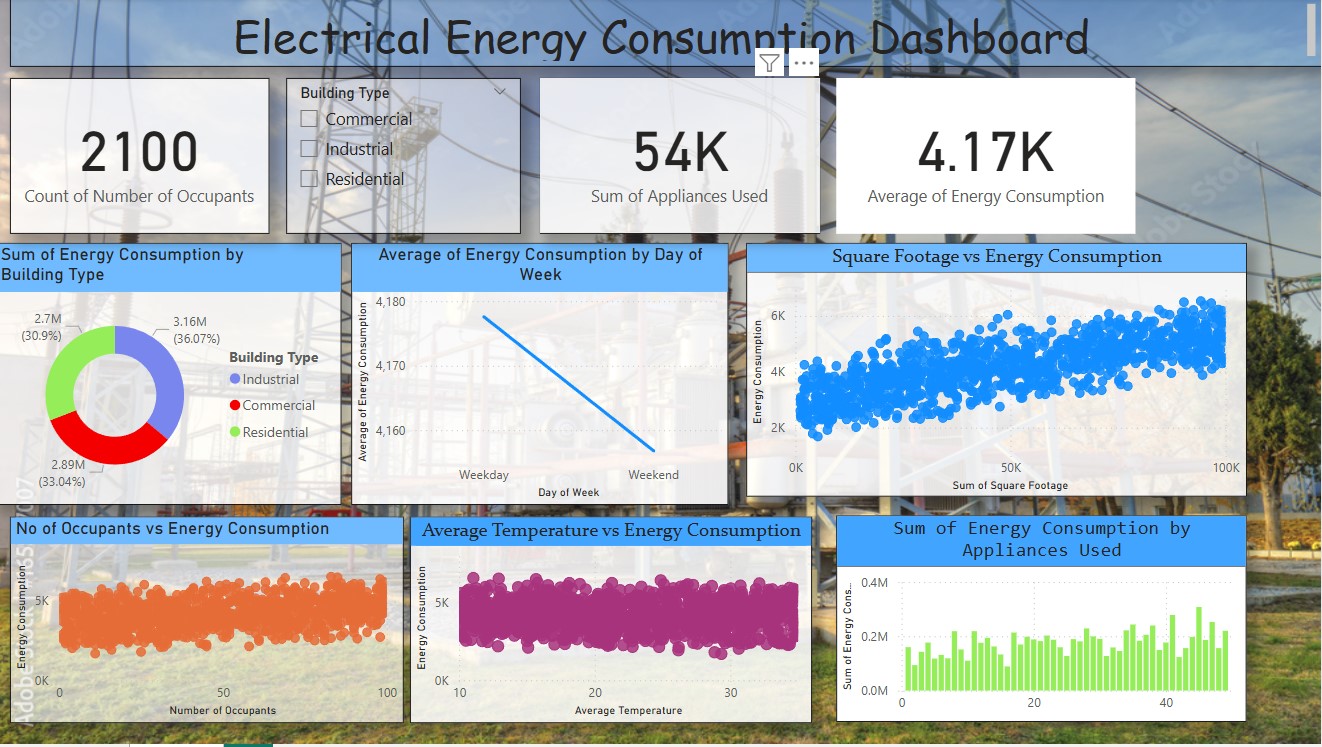 Electrical Energy Consumption Dashboard
2100
Count of Number of Occupants
Building Type
Commercial
Industrial
Residential
54K
Sum of Appliances Used
4.17K
Average of Energy Consumption
Sum of Energy Consumption by
Building Type
2.7M
(30.9%)
3.16M
(36.07%)
2.89M
(33.04%)
Building Type
Industrial
Commercial
Residential
Average of Energy Consumption by Day of
Week
Average of Energy Consumption
4,180
4,170
4,160
Weekday
Weekend
Day of Week
Square Footage vs Energy Consumption
Energy Consumption
6K
4K
2K
0K
50K
100K
Sum of Square Footage
No of Occupants vs Energy Consumption
Energy Consumption
5K
0K
0
50
100
Number of Occupants
Average Temperature vs Energy Consumption
Energy Consumption
5K
0K
10
20
30
Average Temperature
Sum of Energy Consumption by
Appliances Used
Sum of Energy Cons...
0.4M
0.2M
0.0M
0
20
40